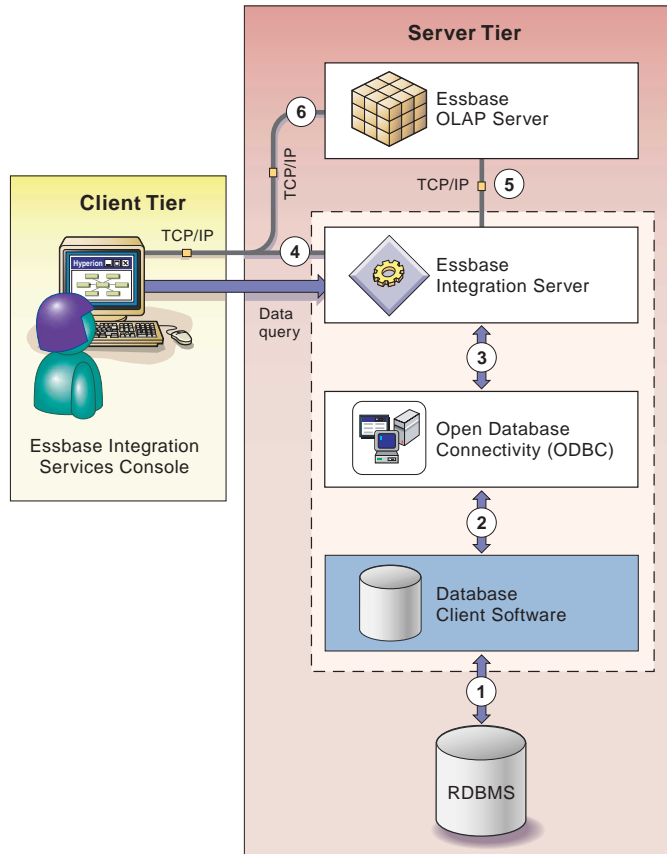 Server Tier
Essbase
OLAP Server
6
TCP/IP
TCP/IP
5
Client Tier
TCP/IP
4
Hyperion
Essbase
Integration Server
Data
query
3
Essbase Integration
Services Console
Open Database
Connectivity (ODBC)
2
Database
Client Software
1
RDBMS